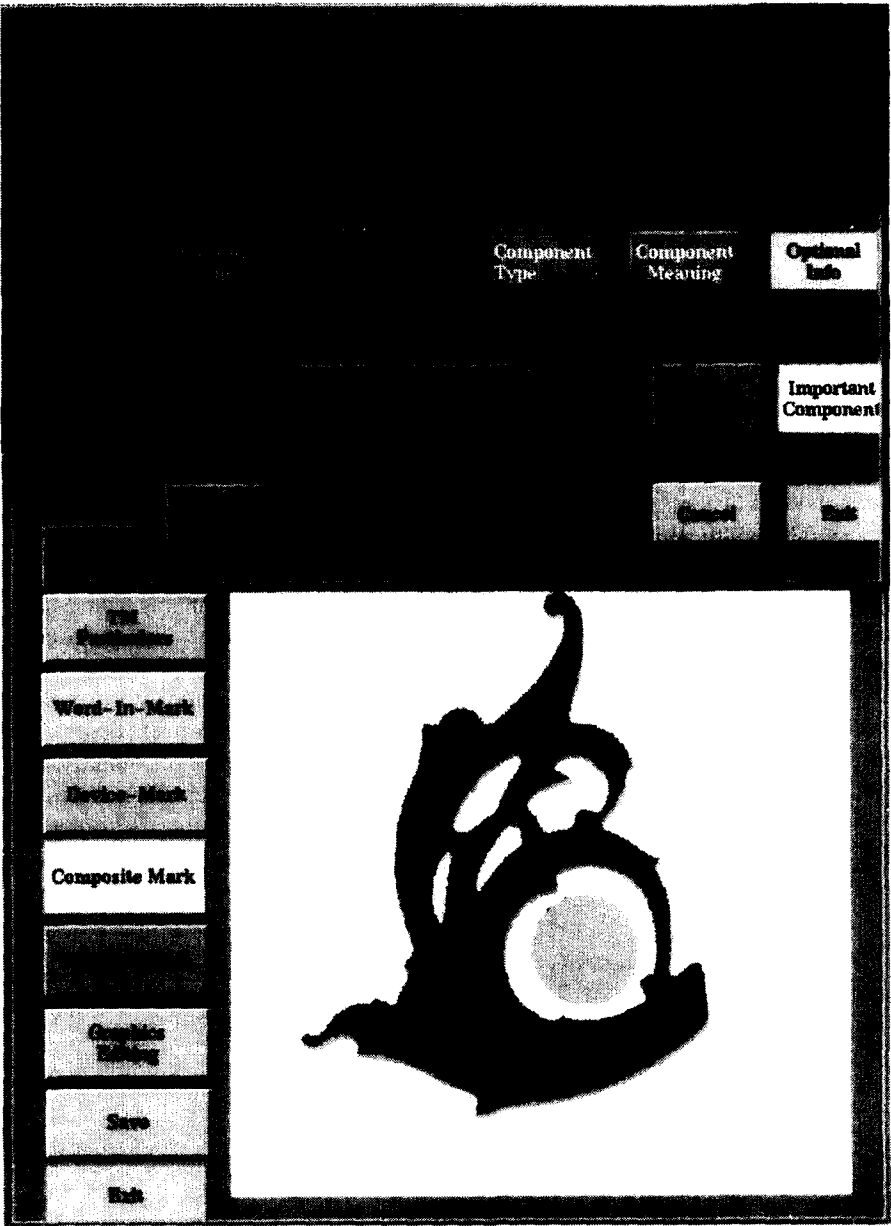 Component
Type
Component
Meaning
Optional
Info
Important
Component
Cancel
Exit
TM
Word-In-Mark
Device-Mark
Composite Mark
Graphics
Editing
Save
Exit